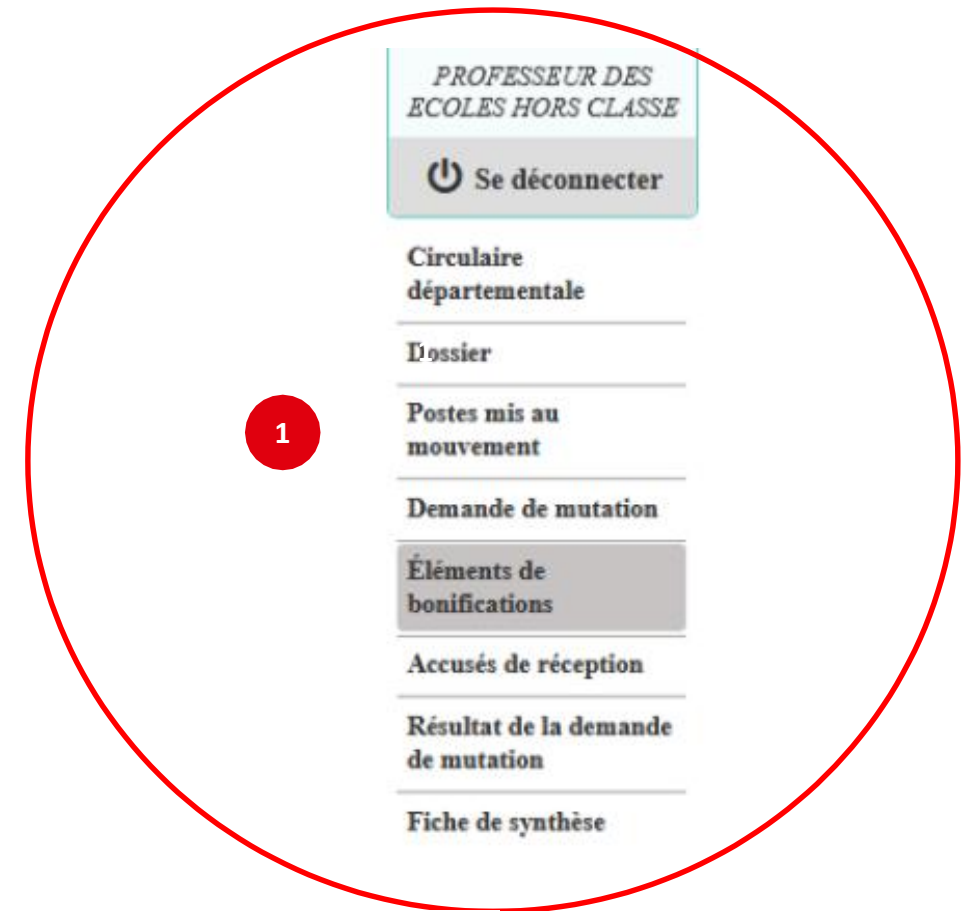 PROFESSEUR DES
ECOLES HORS CLASSE
Se déconnecter
Circulaire
départementale
Dossier
1
Postes mis au
mouvement
Demande de mutation
Éléments de
bonifications
Accusés de réception
Résultat de la demande
de mutation
Fiche de synthèse